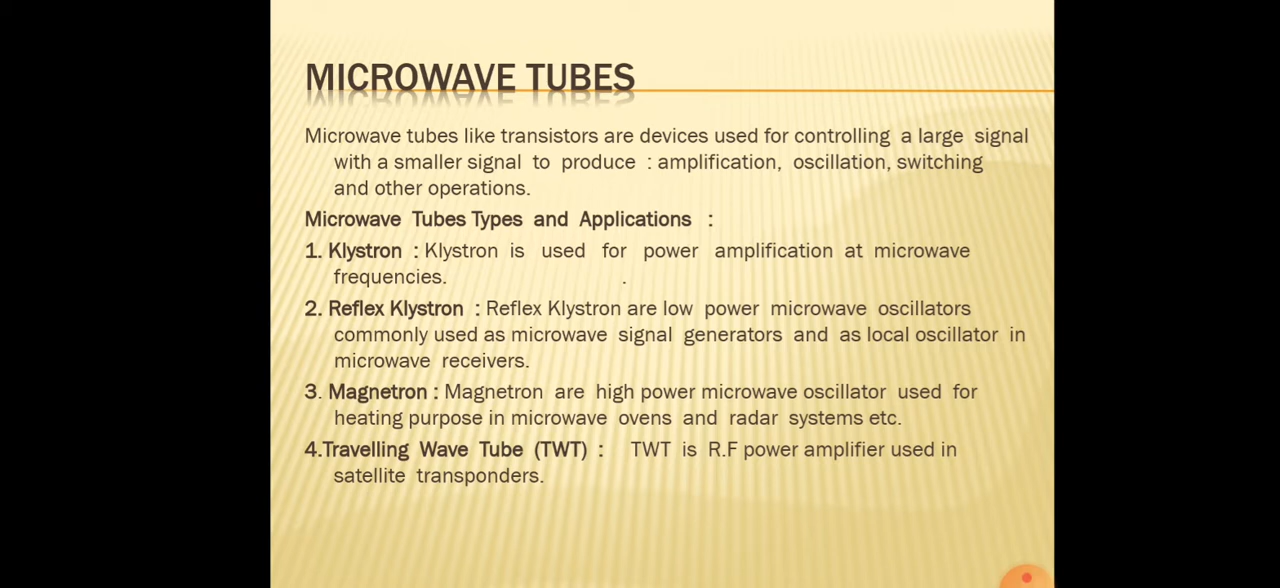 MICROWAVE TUBES
Microwave tubes like transistors are devices used for controlling a large signal
with a smaller signal to produce : amplification, oscillation, switching
and other operations.
Microwave Tubes Types and Applications :
1. Klystron : Klystron is used for power amplification at microwave
frequencies. .
2. Reflex Klystron : Reflex Klystron are low power microwave oscillators
commonly used as microwave signal generators and as local oscillator in
microwave receivers.
3. Magnetron : Magnetron are high power microwave oscillator used for
heating purpose in microwave ovens and radar systems etc.
4.Travelling Wave Tube (TWT) : TWT is R.F power amplifier used in
satellite transponders.